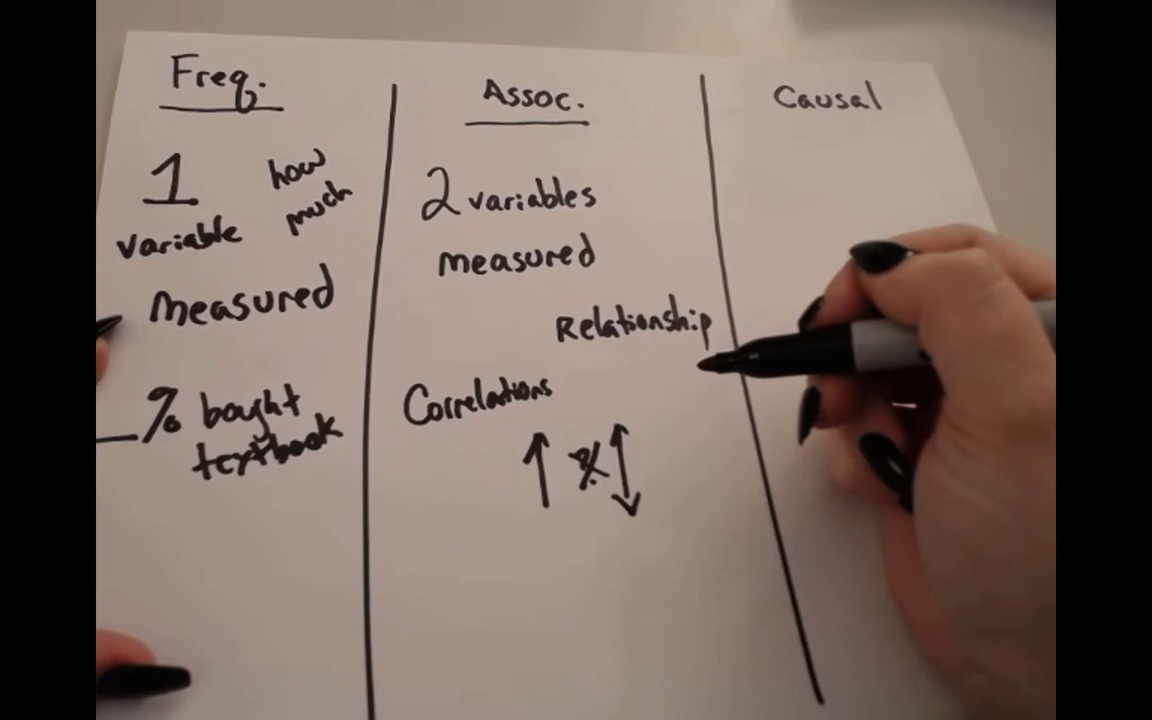 Freq.
1 how
much
variable
measured
_% bought
textbook
Assoc.
2 variables
measured
Relationship
Correlations
Causal